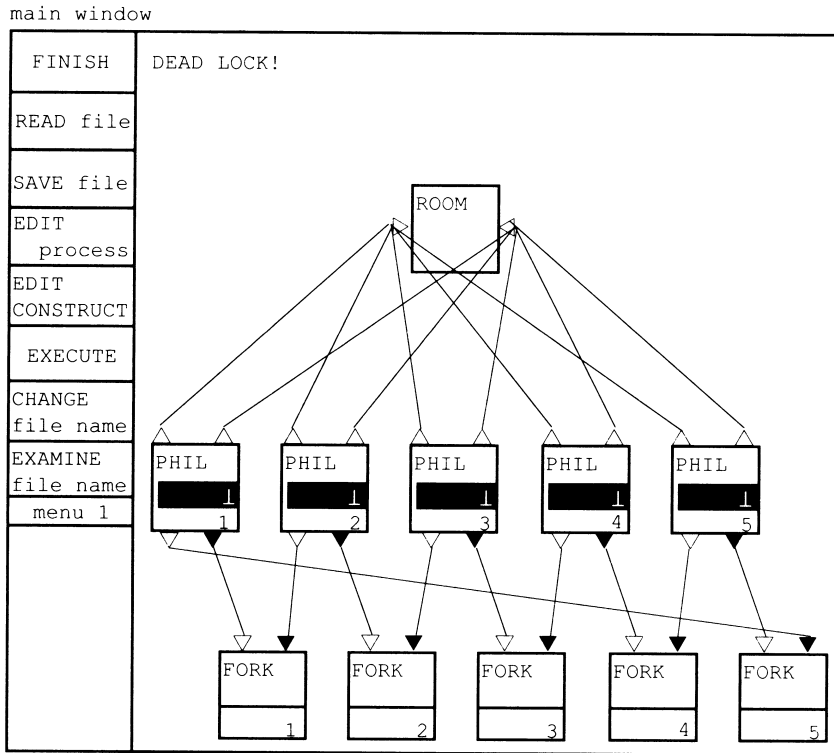 main window
FINISH
READ file
SAVE file
EDIT
process
EDIT
CONSTRUCT
EXECUTE
CHANGE
file name
EXAMINE
file name
menu 1
DEAD LOCK!
ROOM
PHIL PHIL PHIL PHIL PHIL
⊥ ⊥ ⊥ ⊥ ⊥
1 2 3 4 5
FORK FORK FORK FORK FORK
1 2 3 4 5